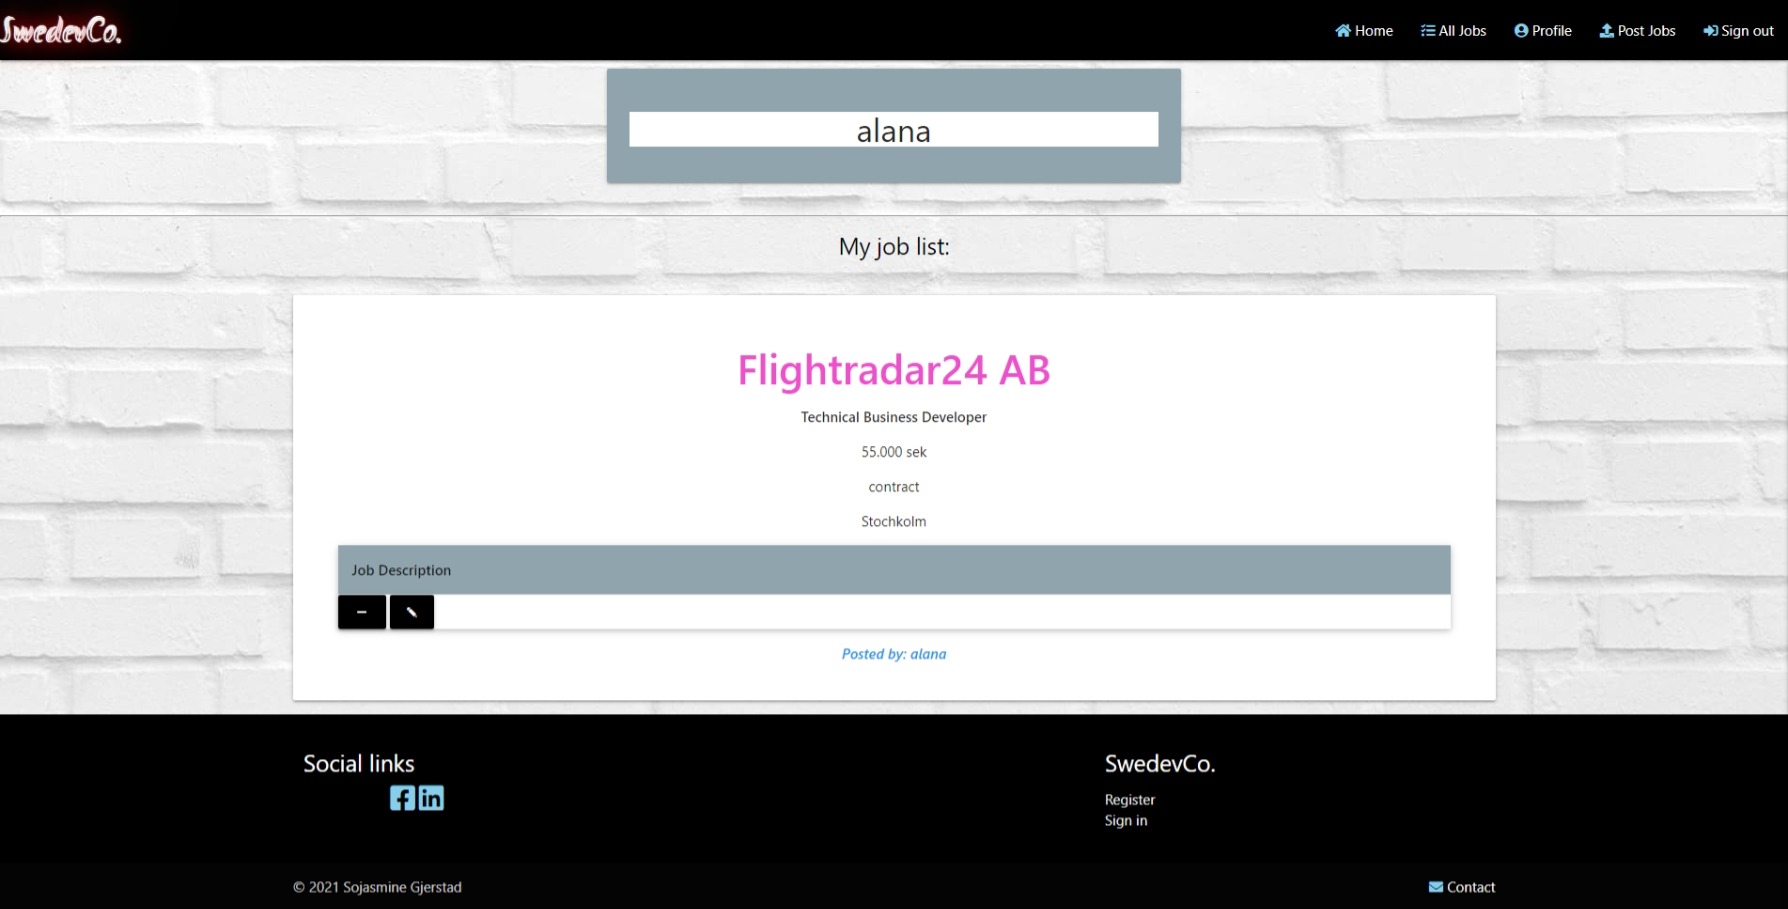 SwedevCo.
Home All Jobs Profile Post Jobs Sign out
alana
My job list:
Flightradar24 AB
Technical Business Developer
55.000 sek
contract
Stochkolm
Job Description
Posted by: alana
Social links
SwedevCo.
Register
Sign in
© 2021 Sojasmine Gjerstad
Contact